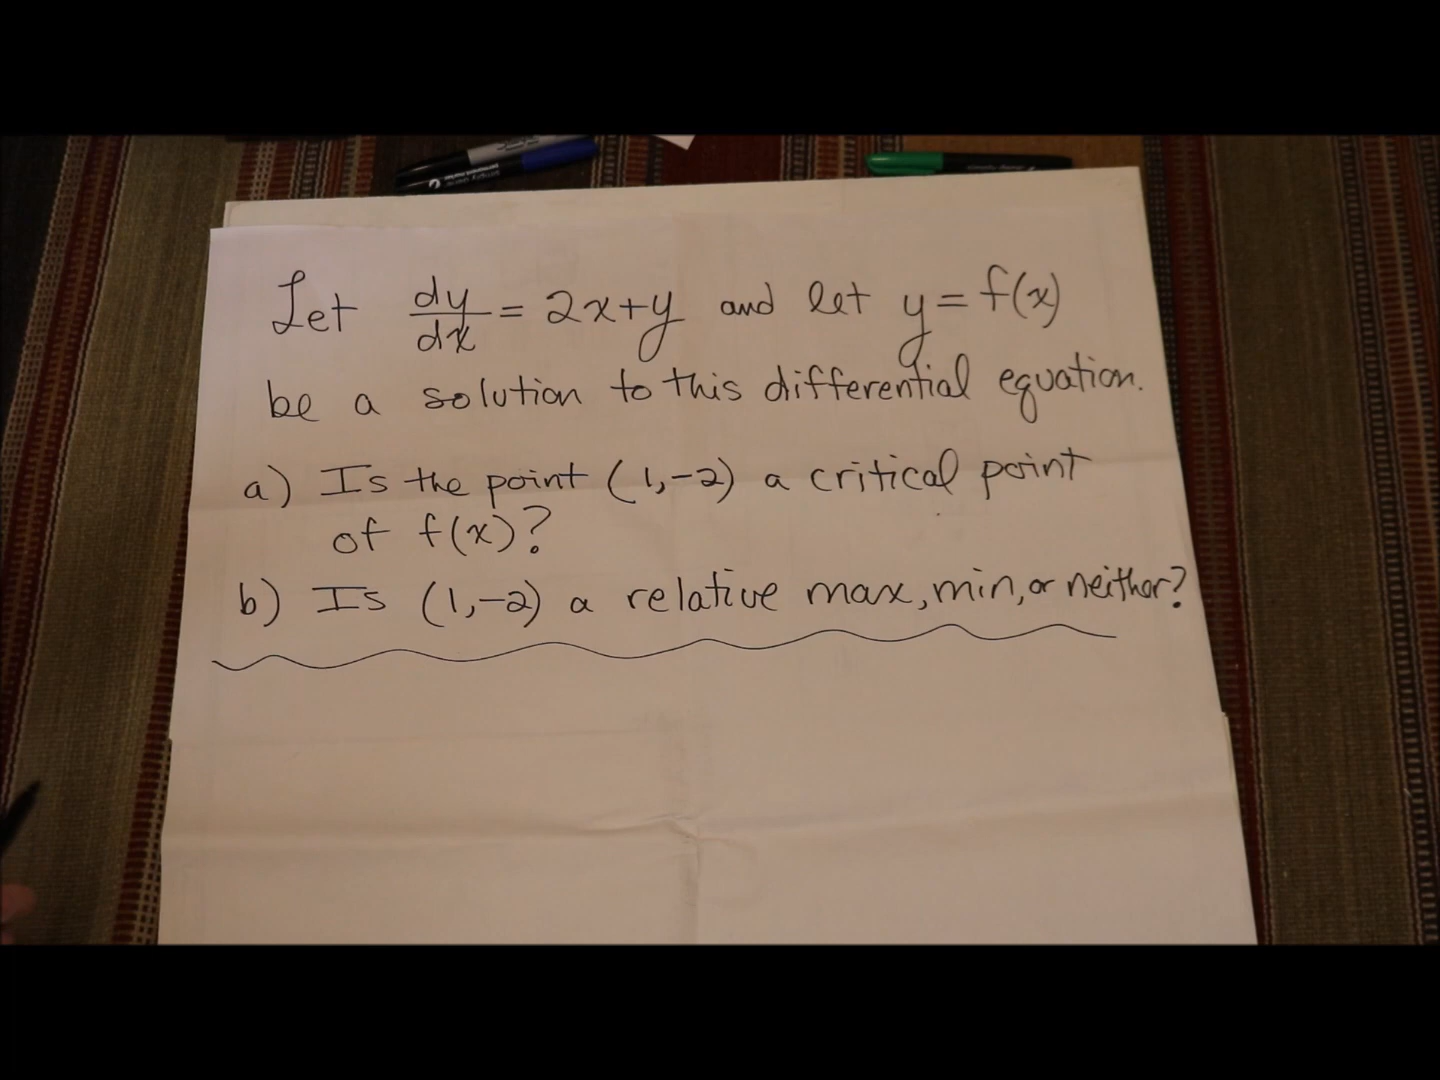 Let dy/dx = 2x+y and let y = f(x)
be a solution to this differential equation.
a) Is the point (1,-2) a critical point
of f(x)?
b) Is (1,-2) a relative max, min, or neither?